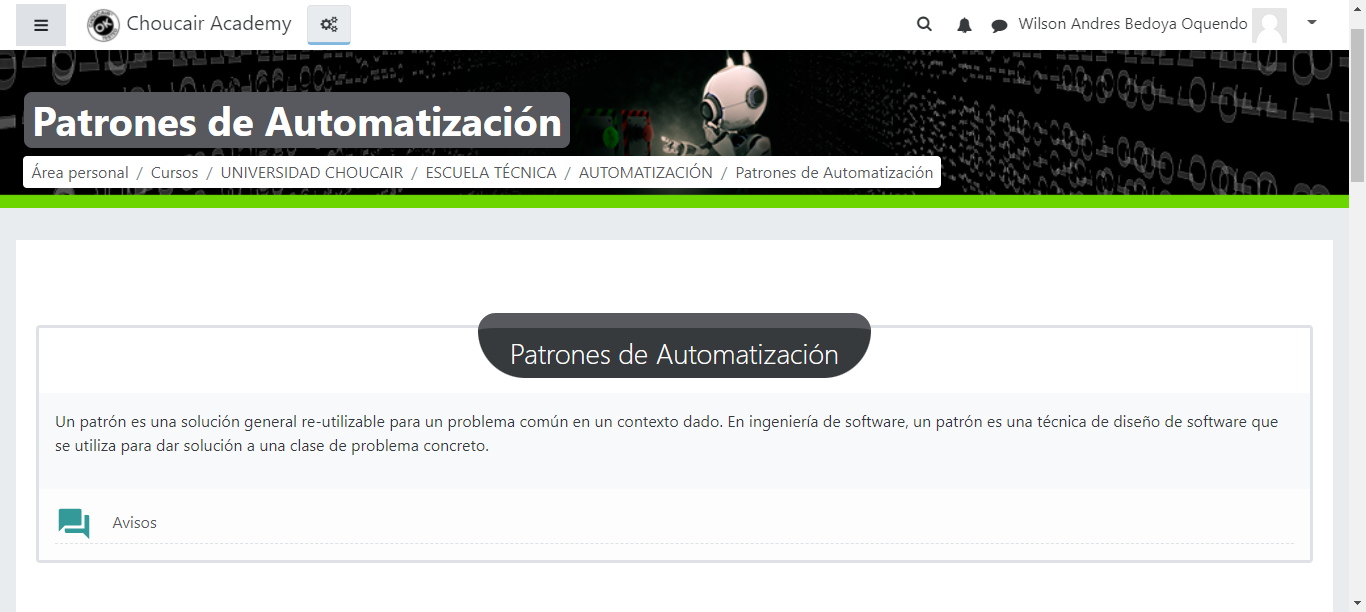 Choucair Academy
Wilson Andres Bedoya Oquendo
Patrones de Automatización
Área personal / Cursos / UNIVERSIDAD CHOUCAIR / ESCUELA TÉCNICA / AUTOMATIZACIÓN / Patrones de Automatización
Patrones de Automatización
Un patrón es una solución general re-utilizable para un problema común en un contexto dado. En ingeniería de software, un patrón es una técnica de diseño de software que
se utiliza para dar solución a una clase de problema concreto.
Avisos